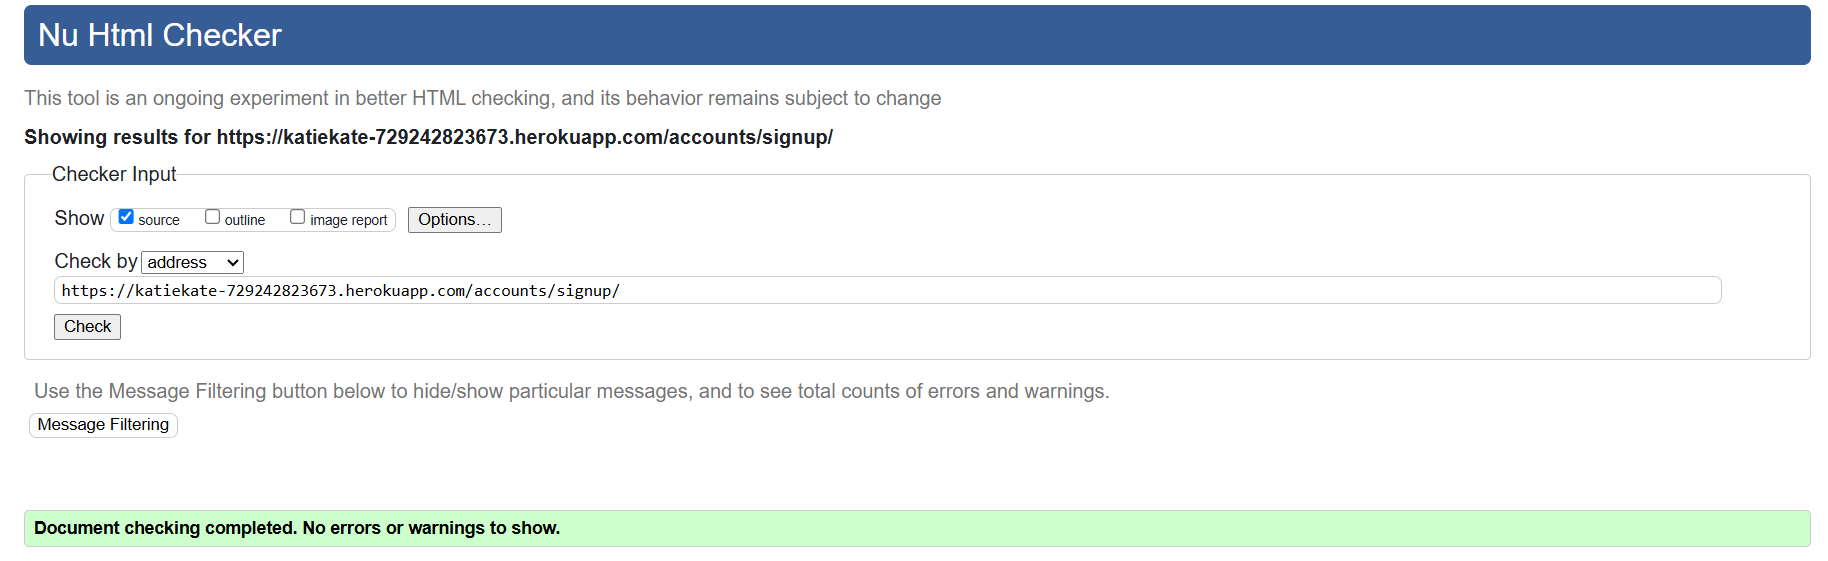 Nu Html Checker
This tool is an ongoing experiment in better HTML checking, and its behavior remains subject to change
Showing results for https://katiekate-729242823673.herokuapp.com/accounts/signup/
Checker Input
Show source outline image report Options...
Check by address
https://katiekate-729242823673.herokuapp.com/accounts/signup/
Check
Use the Message Filtering button below to hide/show particular messages, and to see total counts of errors and warnings.
Message Filtering
Document checking completed. No errors or warnings to show.